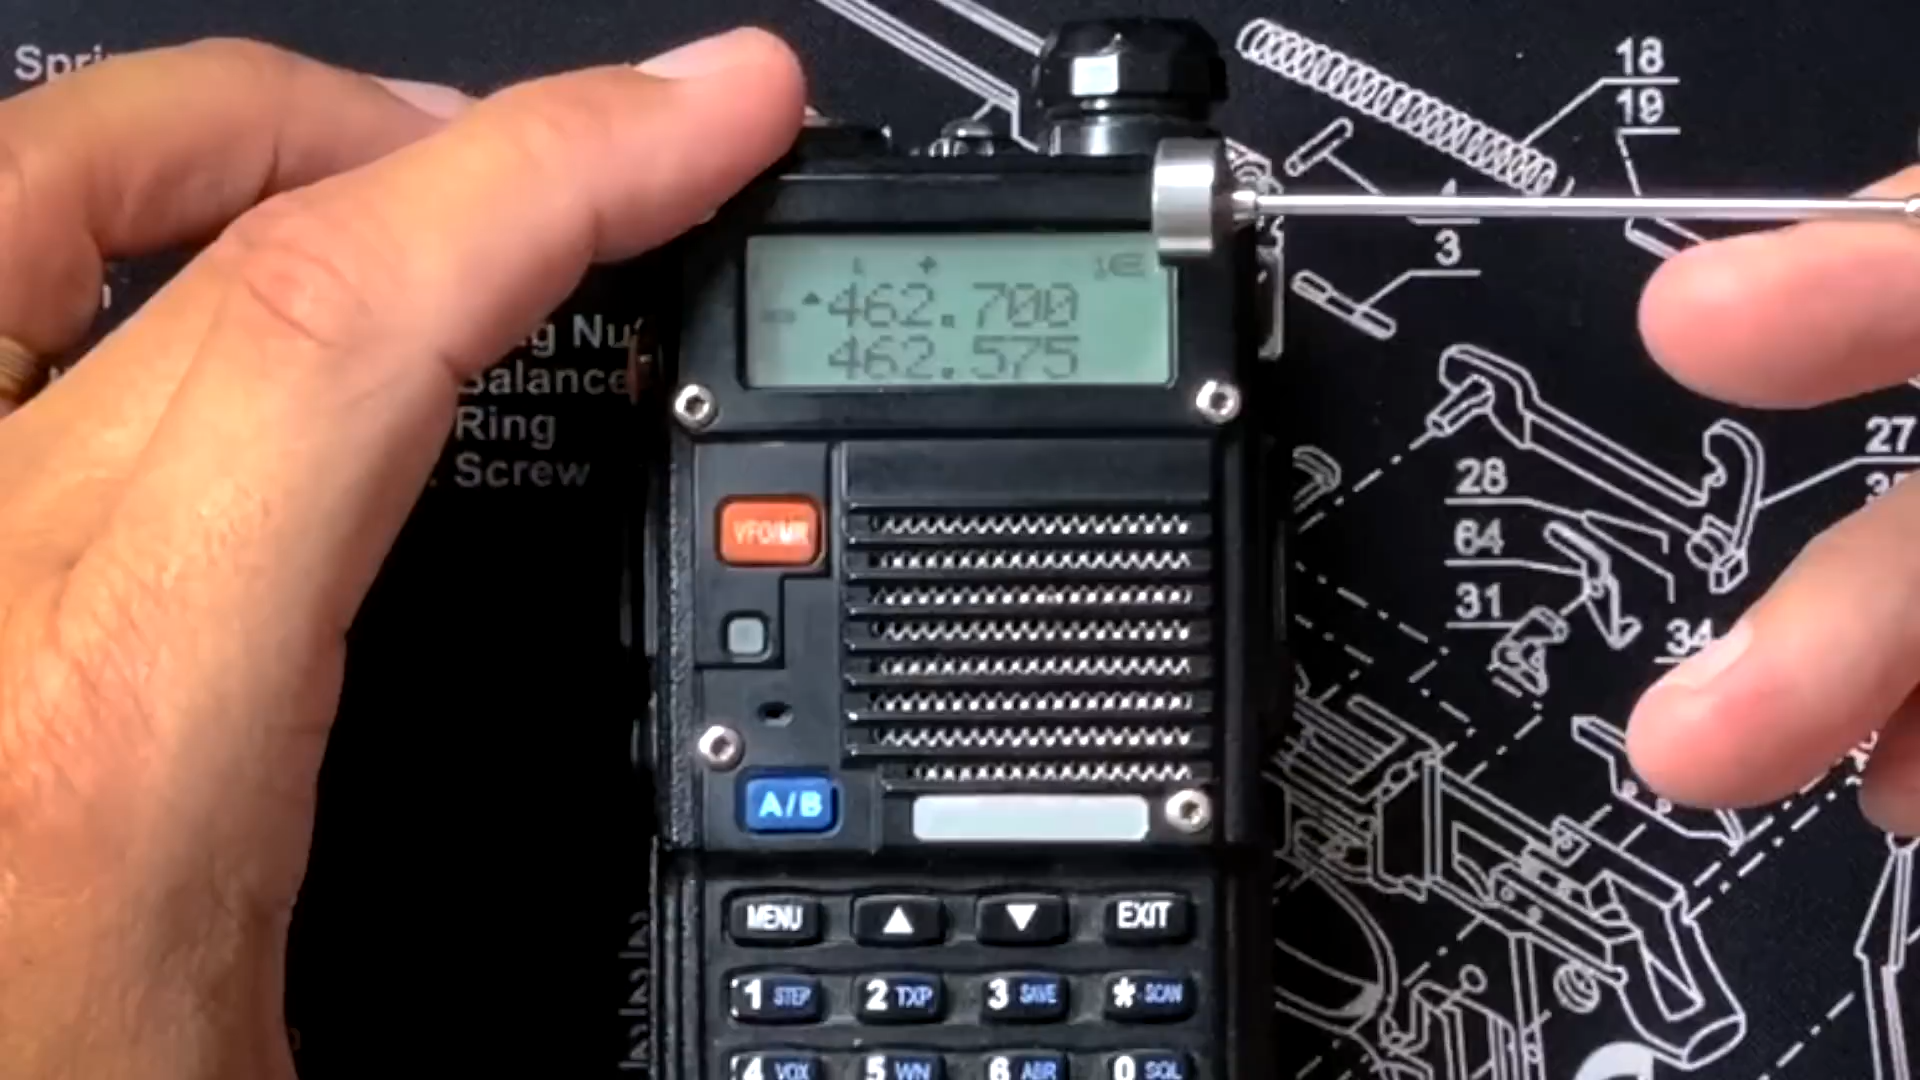 18
19
3
462.700
462.575
Balance
Ring
Screw
27
28
64
31
34
VFO/MR
A/B
MENU ▲ ▼ EXIT
1 STEP 2 TXP 3 SAVE * SCAN
4 VOX 5 WN 6 ABR 0 SQL